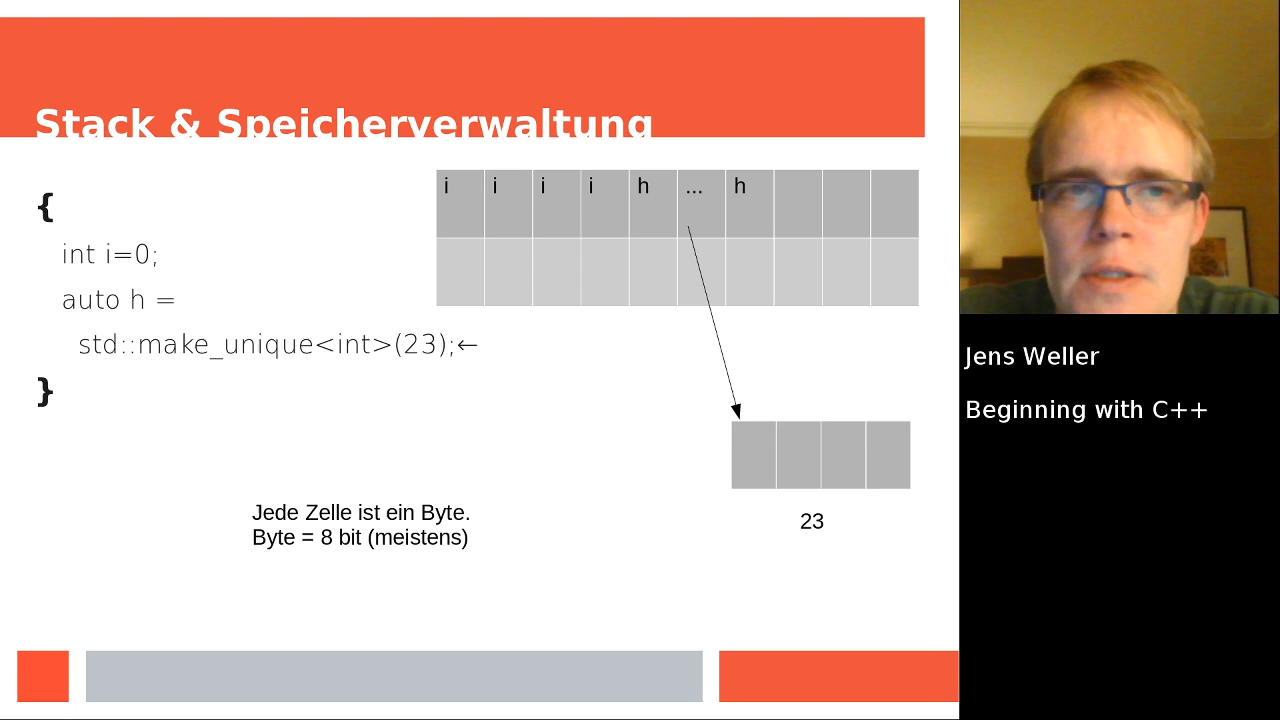 Stack & Speicherverwaltung
{
int i=0;
auto h =
std::make_unique<int>(23);←
}
i i i i h ... h
23
Jede Zelle ist ein Byte.
Byte = 8 bit (meistens)
Jens Weller
Beginning with C++